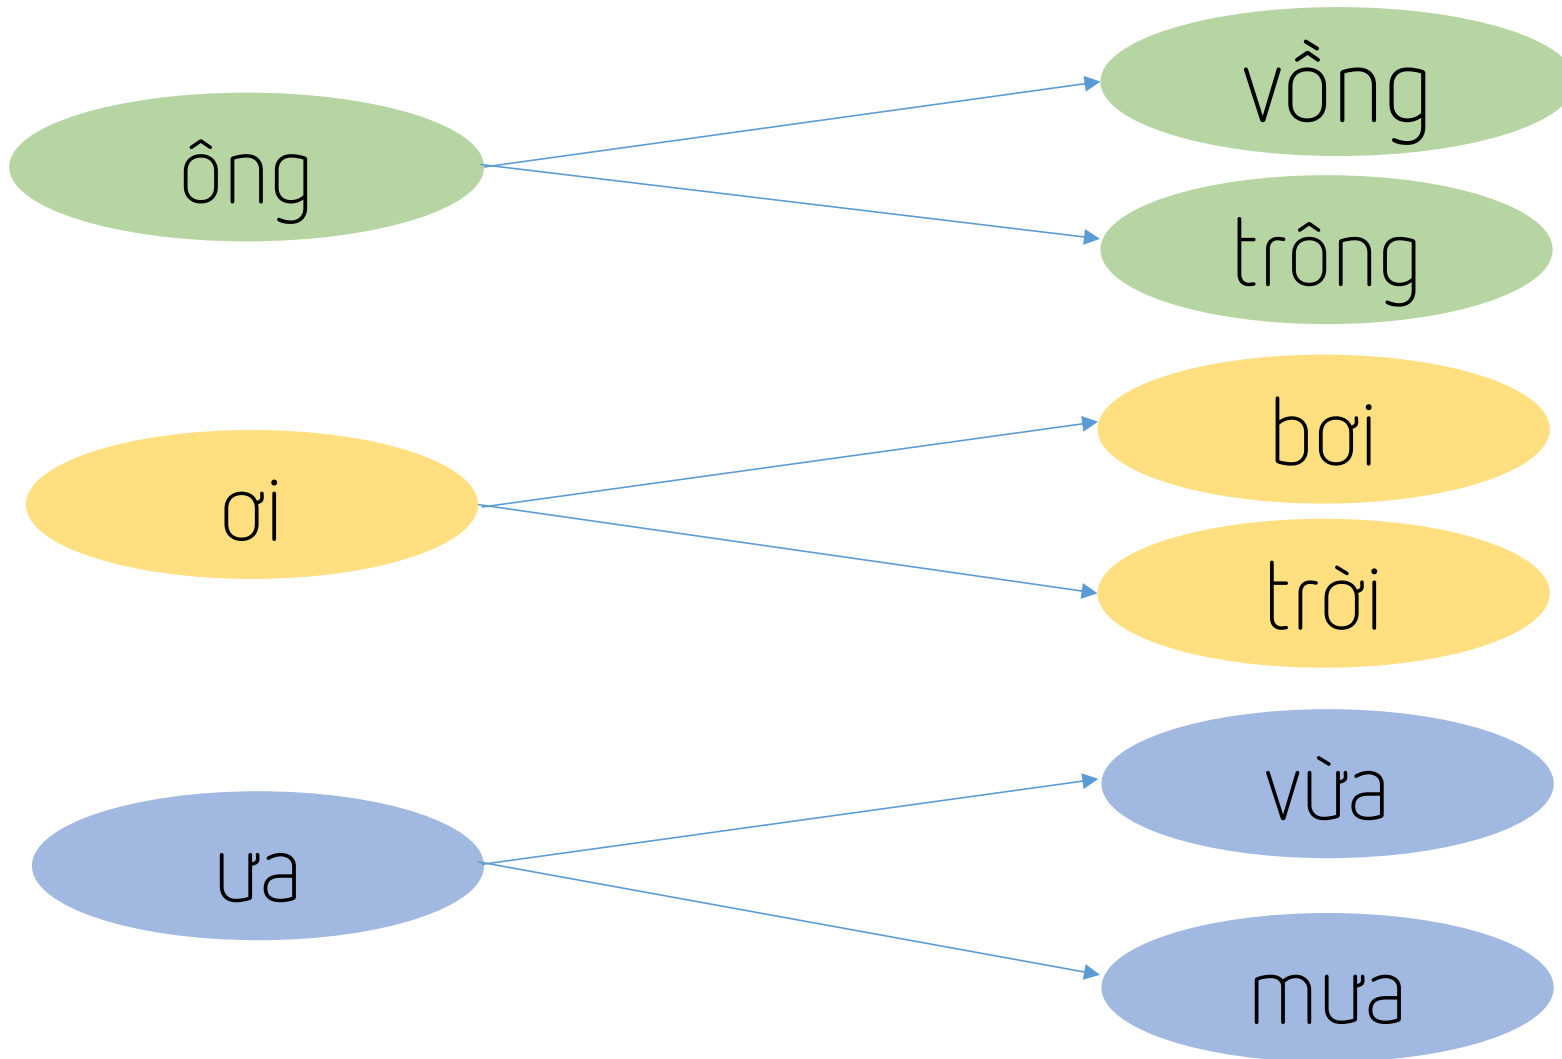 ông
vồng
trông
ơi
bơi
trời
ưa
vừa
mưa